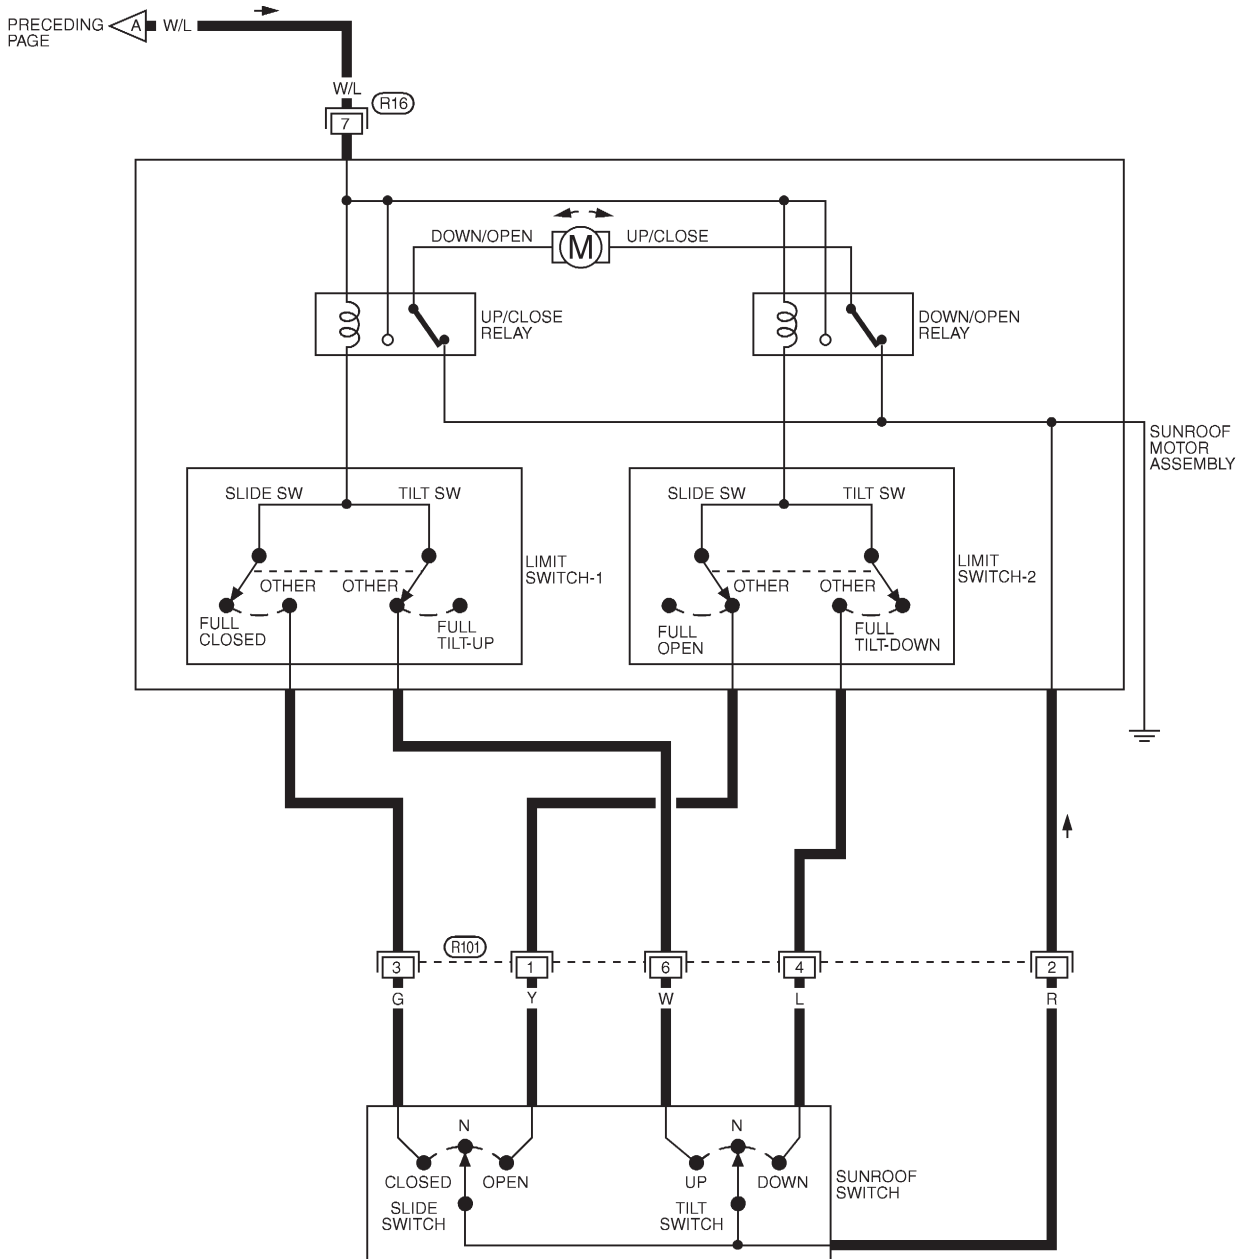 PRECEDING
PAGE
A
W/L
W/L
R16
7
DOWN/OPEN
M
UP/CLOSE
UP/CLOSE
RELAY
DOWN/OPEN
RELAY
SUNROOF
MOTOR
ASSEMBLY
SLIDE SW
TILT SW
OTHER
OTHER
FULL
CLOSED
FULL
TILT-UP
LIMIT
SWITCH-1
SLIDE SW
TILT SW
OTHER
OTHER
FULL
OPEN
FULL
TILT-DOWN
LIMIT
SWITCH-2
R101
3
1
6
4
2
G
Y
W
L
R
N
CLOSED
OPEN
SLIDE
SWITCH
N
UP
DOWN
TILT
SWITCH
SUNROOF
SWITCH